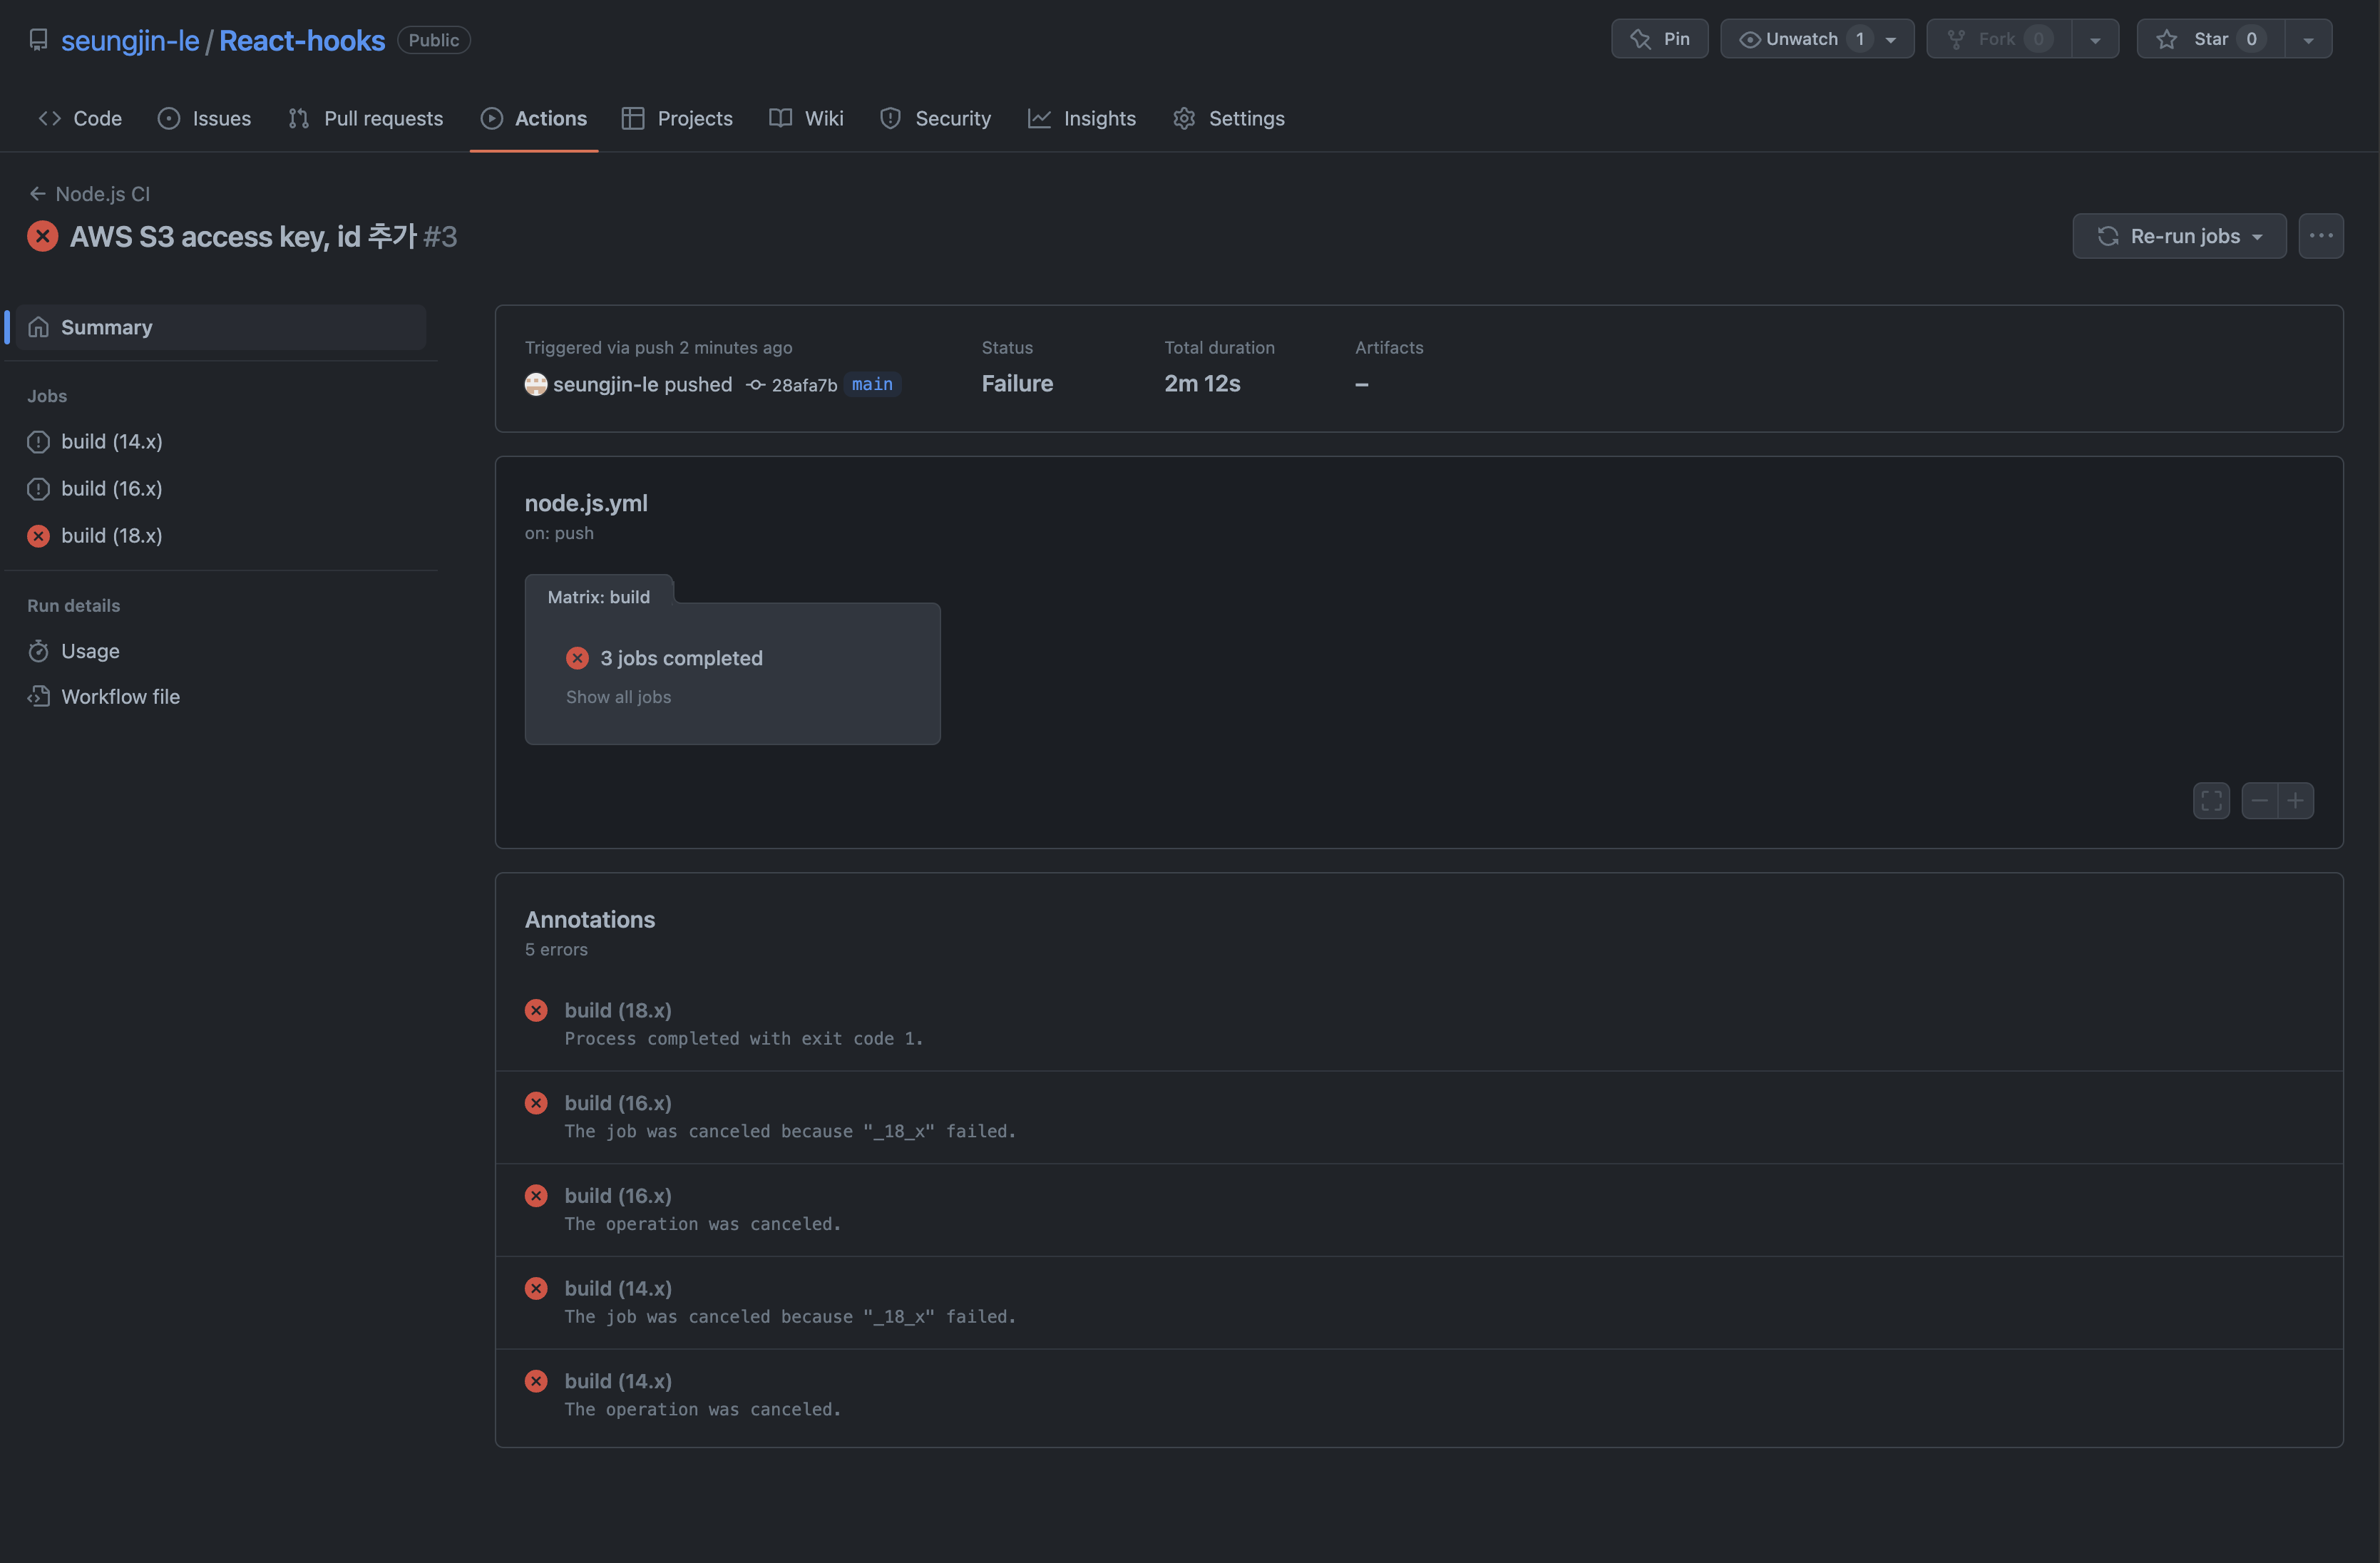 seungjin-le / React-hooks Public
Pin
Unwatch 1
Fork 0
Star 0
Code
Issues
Pull requests
Actions
Projects
Wiki
Security
Insights
Settings
Node.js CI
AWS S3 access key, id 추가 #3
Re-run jobs
Summary
Jobs
build (14.x)
build (16.x)
build (18.x)
Run details
Usage
Workflow file
Triggered via push 2 minutes ago
seungjin-le pushed 28afa7b main
Status
Failure
Total duration
2m 12s
Artifacts
–
node.js.yml
on: push
Matrix: build
3 jobs completed
Show all jobs
Annotations
5 errors
build (18.x)
Process completed with exit code 1.
build (16.x)
The job was canceled because "_18_x" failed.
build (16.x)
The operation was canceled.
build (14.x)
The job was canceled because "_18_x" failed.
build (14.x)
The operation was canceled.